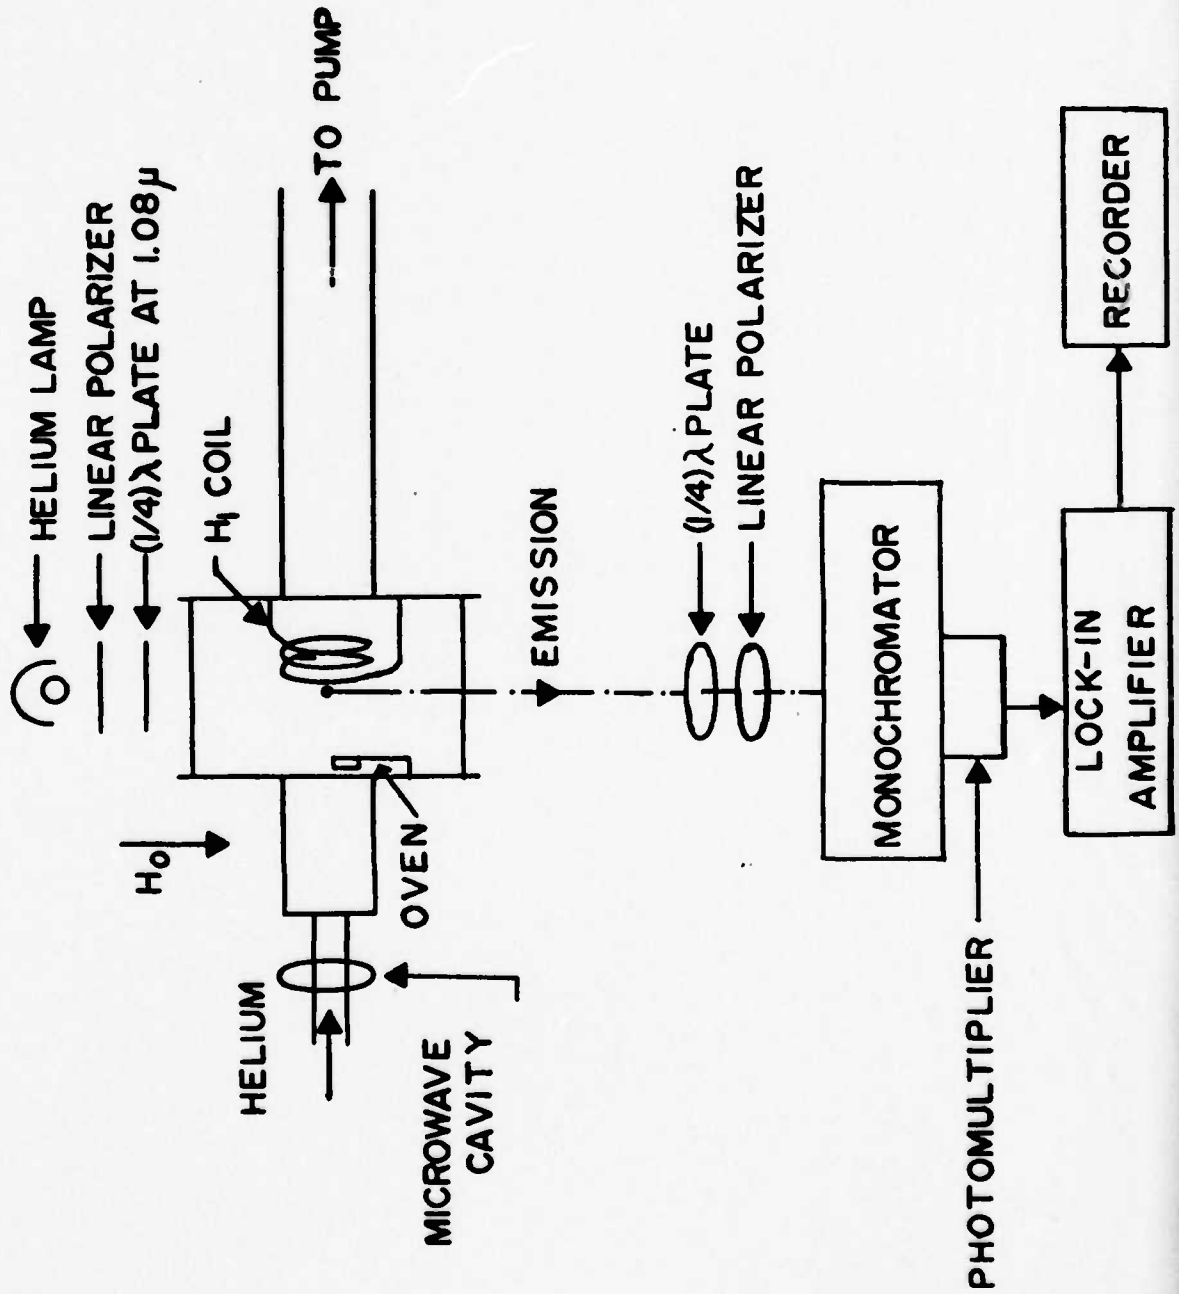 HELIUM LAMP
LINEAR POLARIZER
(1/4)λ PLATE AT 1.08μ
H₀
H₁ COIL
TO PUMP
HELIUM
MICROWAVE
CAVITY
OVEN
EMISSION
(1/4)λ PLATE
LINEAR POLARIZER
MONOCHROMATOR
PHOTOMULTIPLIER
LOCK-IN
AMPLIFIER
RECORDER